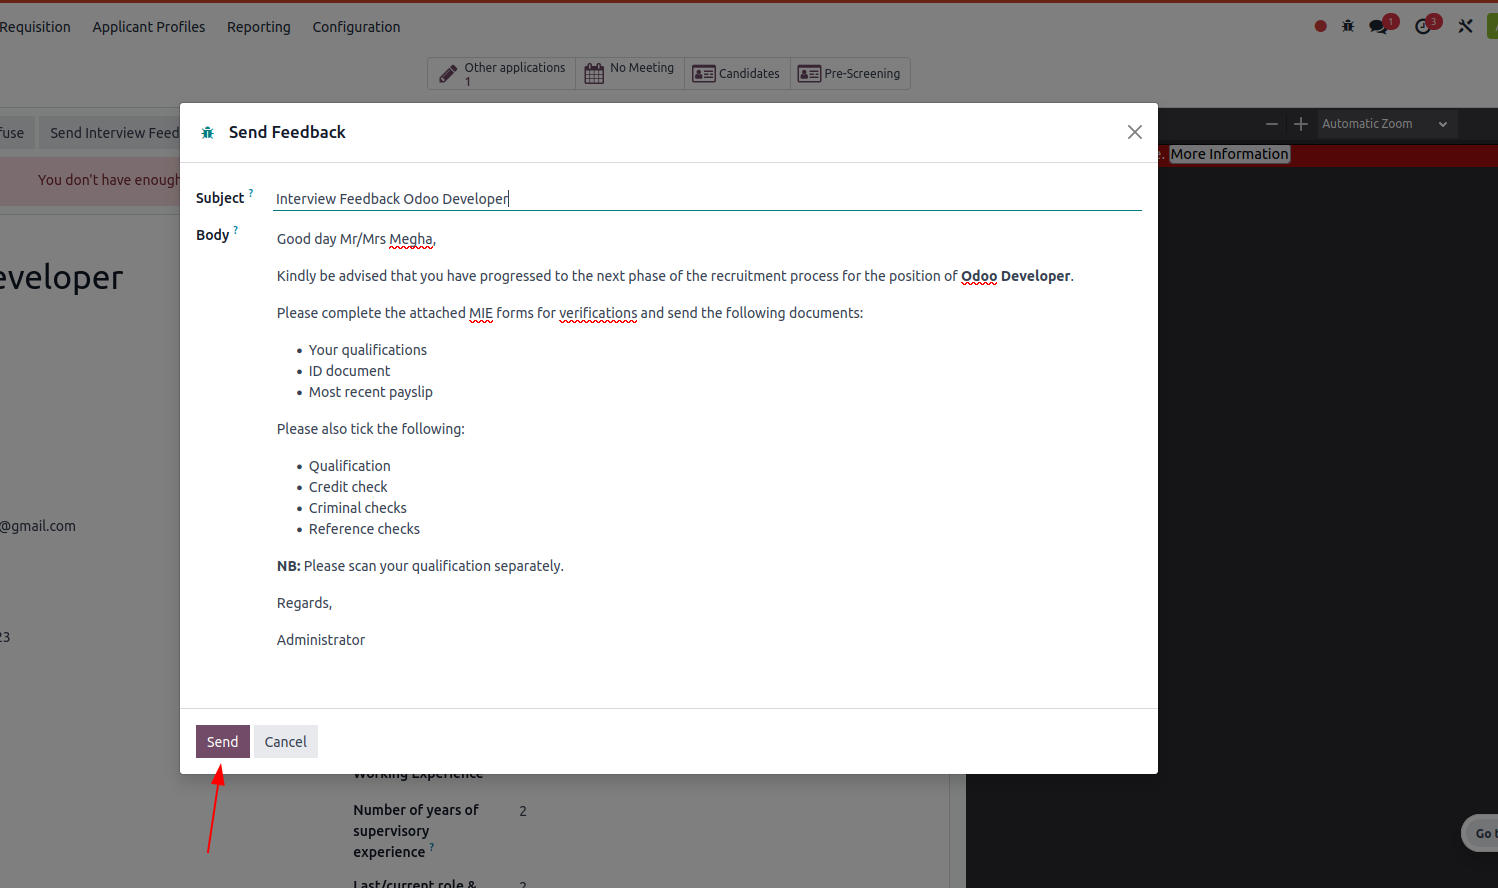 Requisition Applicant Profiles Reporting Configuration 1 3
Other applications
1
No Meeting
Candidates
Pre-Screening
fuse
Send Interview Feed
Send Feedback
Automatic Zoom
e. More Information
You don't have enough
Subject ? Interview Feedback Odoo Developer
Body ? Good day Mr/Mrs Megha,
Kindly be advised that you have progressed to the next phase of the recruitment process for the position of Odoo Developer.
eveloper
Please complete the attached MIE forms for verifications and send the following documents:
• Your qualifications
• ID document
• Most recent payslip
Please also tick the following:
• Qualification
• Credit check
• Criminal checks
• Reference checks
@gmail.com
NB: Please scan your qualification separately.
Regards,
23
Administrator
Send Cancel
Working Experience
Number of years of
supervisory
experience ?
2
Go t
Last/current role &
2